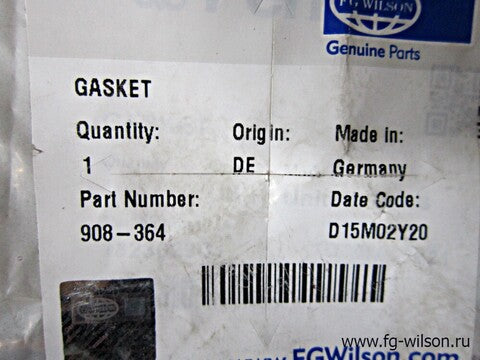 FG WILSON
Genuine Parts
GASKET
Quantity: Origin: Made in:
1 DE Germany
Part Number: Date Code:
908-364 D15M02Y20
FGWilson.com
www.fg-wilson.ru